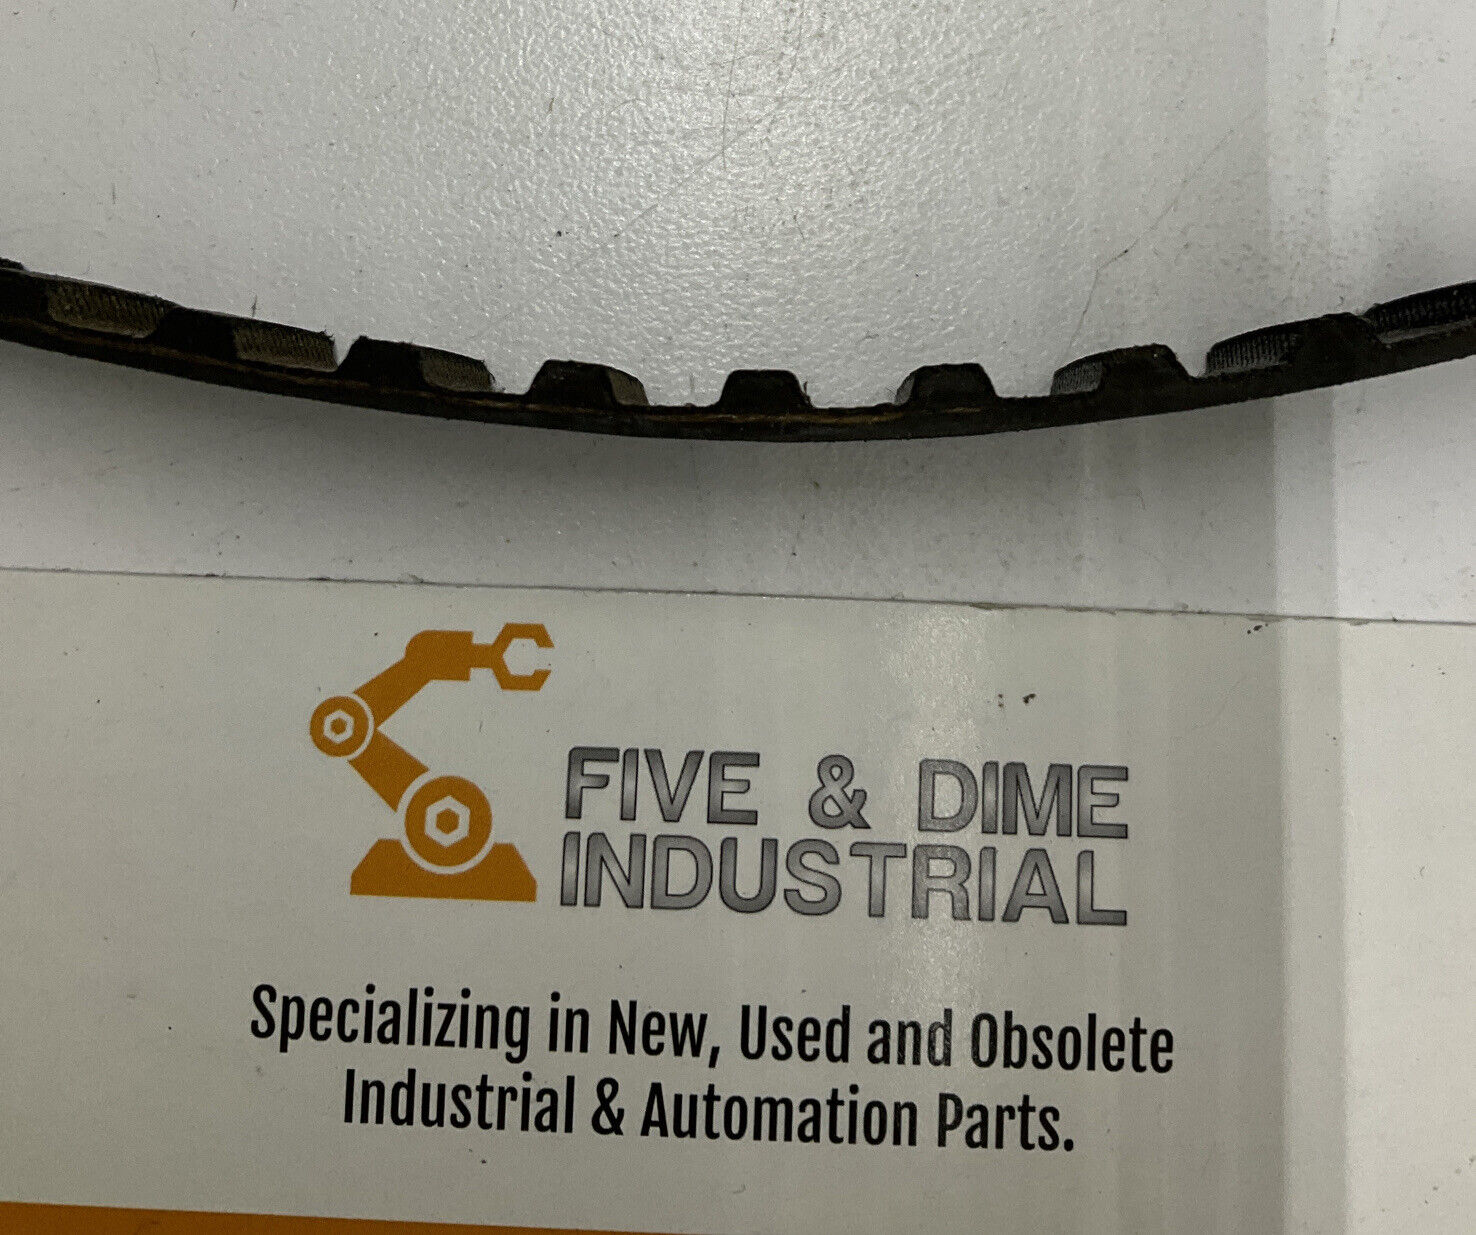 FIVE & DIME
INDUSTRIAL
Specializing in New, Used and Obsolete
Industrial & Automation Parts.